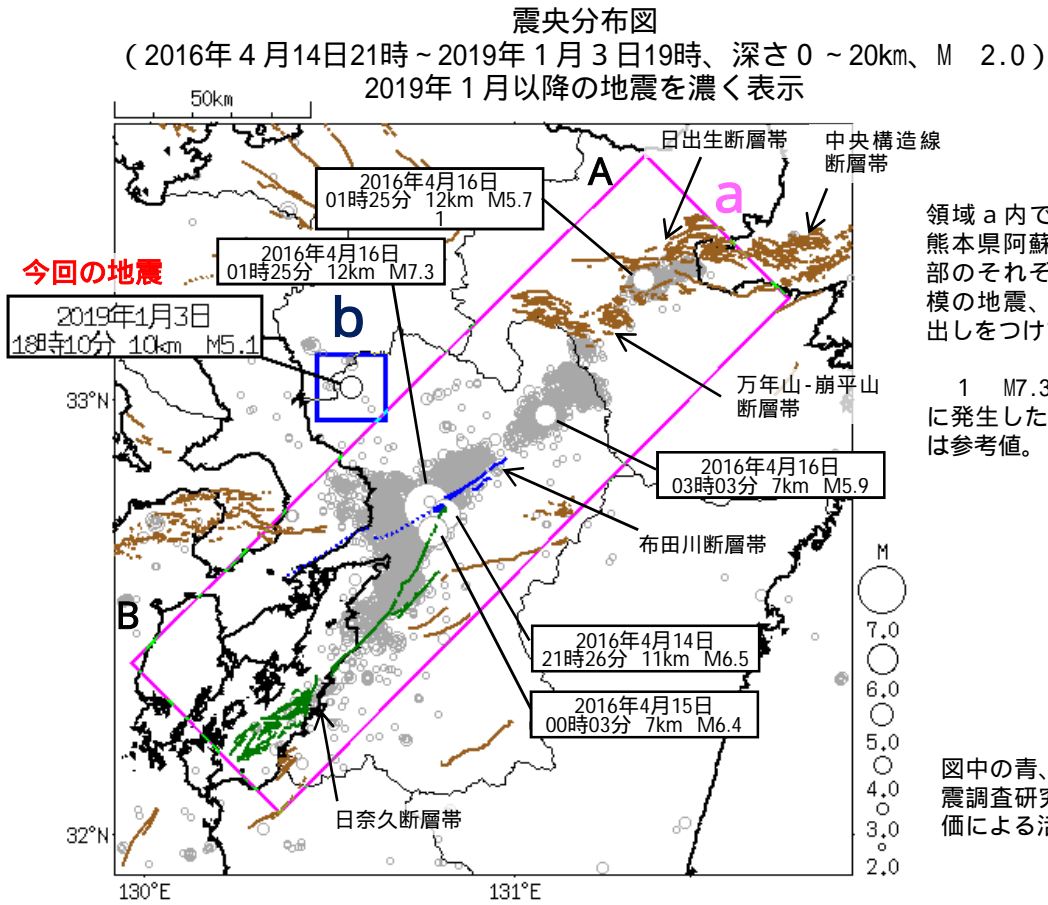 震央分布図
(2016年4月14日21時~2019年1月3日19時、深さ0~20km、M 2.0)
2019年1月以降の地震を濃く表示
50km
日出生断層帯
中央構造線
断層帯
A
a
2016年4月16日
01時25分 12km M5.7
1
2016年4月16日
01時25分 12km M7.3
今回の地震
2019年1月3日
18時10分 10km M5.1
b
33°N
万年山-崩平山
断層帯
2016年4月16日
03時03分 7km M5.9
布田川断層帯
B
2016年4月14日
21時26分 11km M6.5
2016年4月15日
00時03分 7km M6.4
日奈久断層帯
32°N
130°E
131°E
M
7.0
6.0
5.0
4.0
3.0
2.0
領域a内で
熊本県阿蘇
部のそれぞ
模の地震、
出しをつけ
1 M7.3
に発生した
は参考値。
図中の青、
震調査研究
価による活